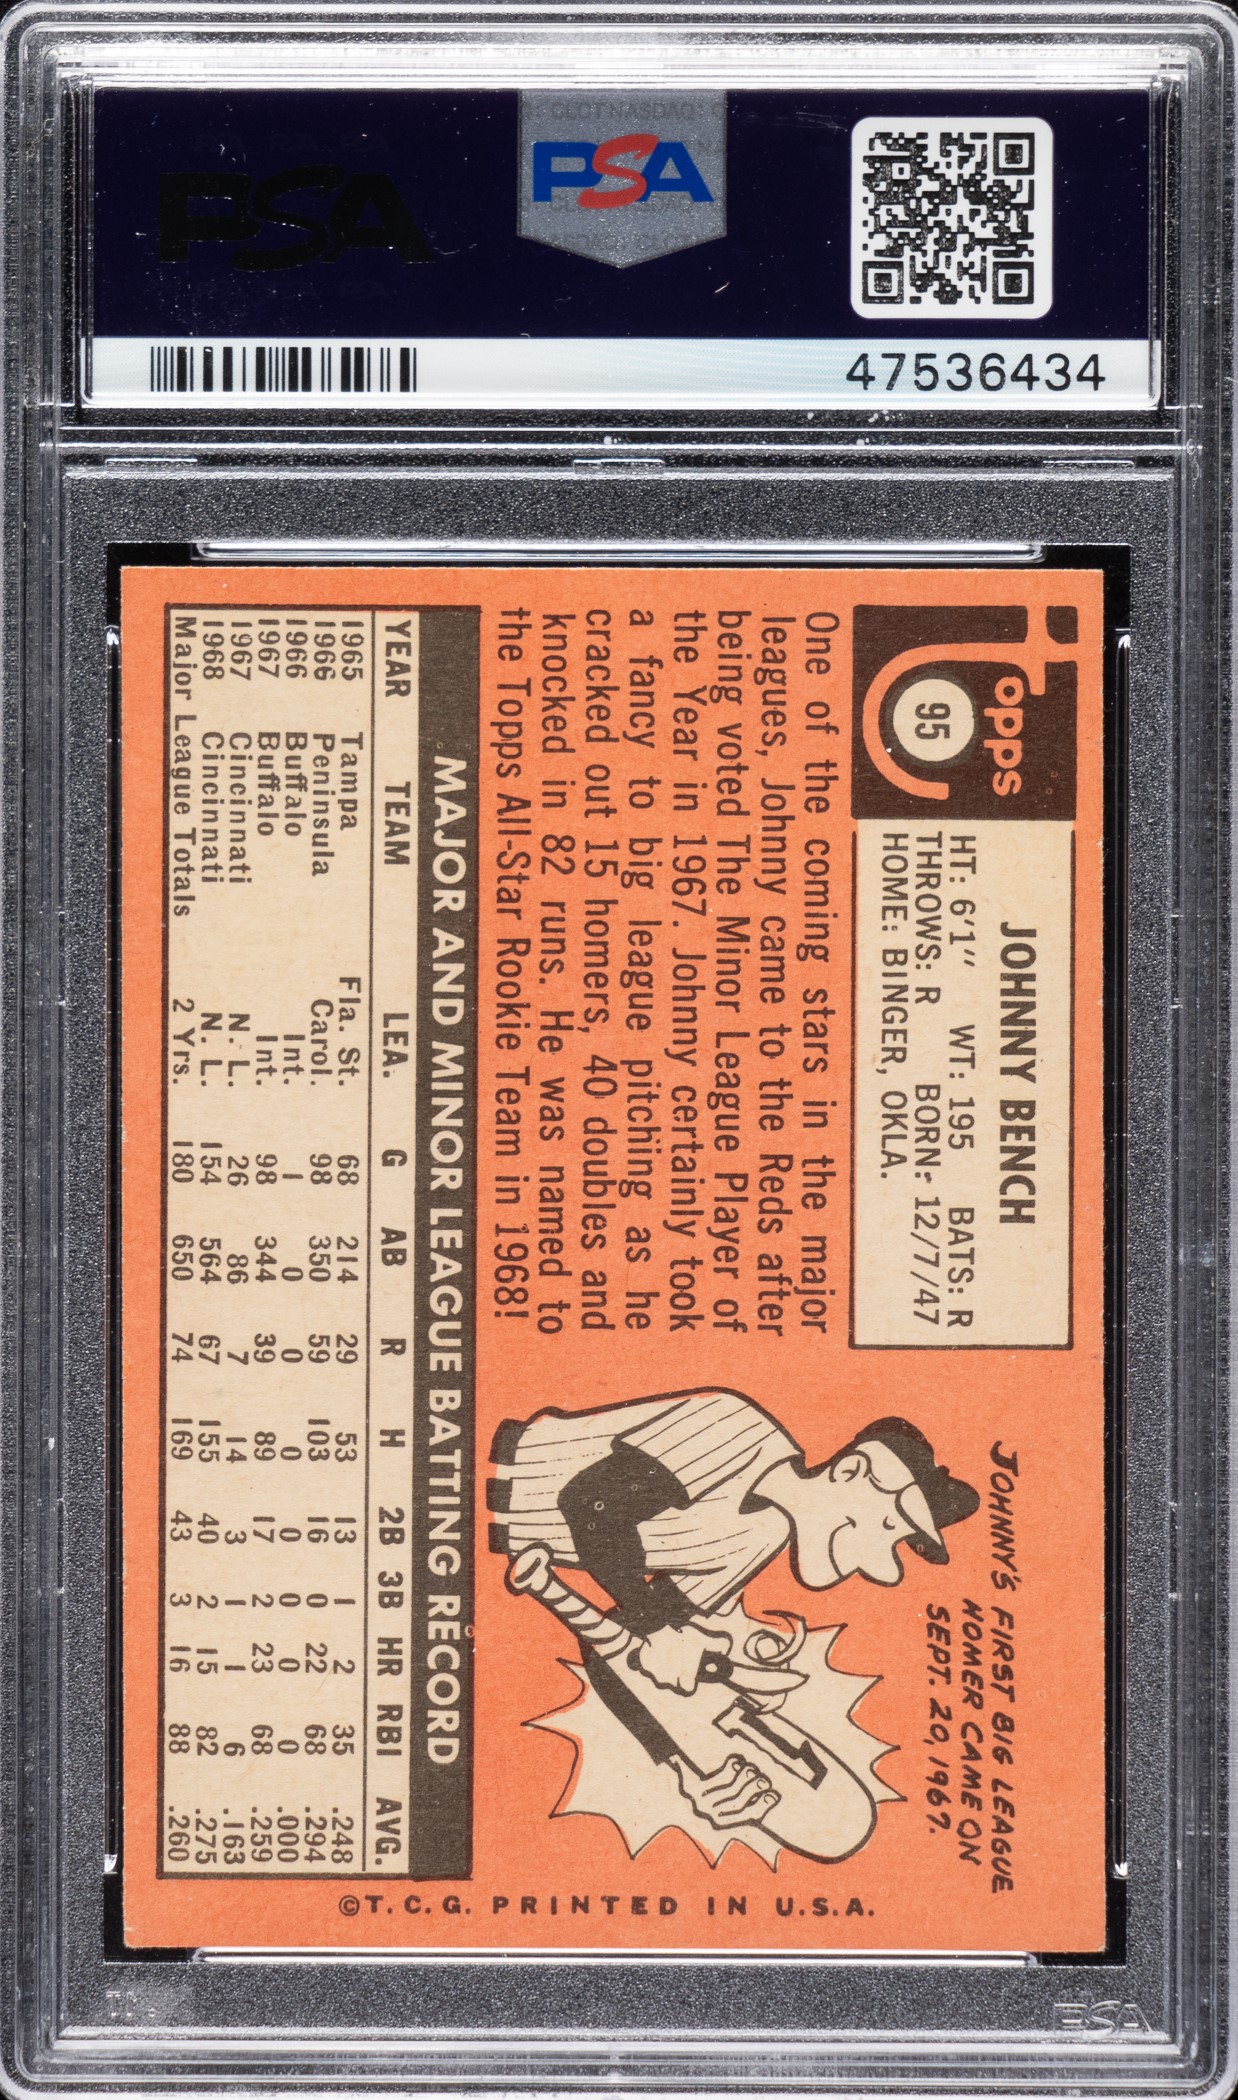 CLCT NASDAQ
PSA
PSA
47536434
Topps
95
JOHNNY BENCH
HT: 6'1" WT: 195 BATS: R
THROWS: R BORN: 12/7/47
HOME: BINGER, OKLA.
One of the coming stars in the major
leagues, Johnny came to the Reds after
being voted The Minor League Player of
the Year in 1967. Johnny certainly took
a fancy to big league pitching as he
cracked out 15 homers, 40 doubles and
knocked in 82 runs. He was named to
the Topps All-Star Rookie Team in 1968!
JOHNNY'S FIRST BIG LEAGUE
HOMER CAME ON
SEPT. 20, 1967.
MAJOR AND MINOR LEAGUE BATTING RECORD
YEAR TEAM LEA. G AB R H 2B 3B HR RBI AVG.
1965 Tampa Fla. St. 68 214 29 53 13 1 2 35 .248
1966 Peninsula Carol. 98 350 59 103 16 0 22 68 .294
1966 Buffalo Int. 1 0 0 0 0 0 0 0 .000
1967 Buffalo Int. 98 344 39 89 17 2 23 68 .259
1967 Cincinnati N. L. 26 86 7 14 3 1 1 6 .163
1968 Cincinnati N. L. 154 564 67 155 40 2 15 82 .275
Major League Totals 2 Yrs. 180 650 74 169 43 3 16 88 .260
©T.C.G. PRINTED IN U.S.A.
PSA